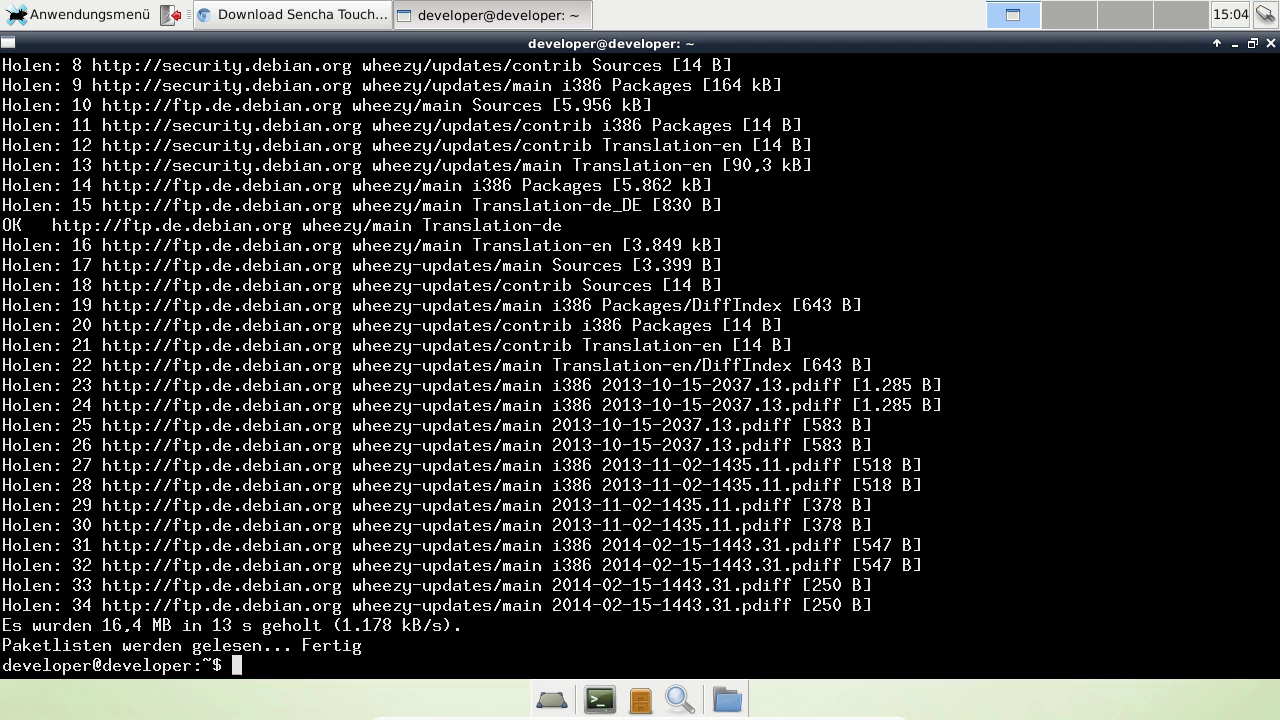 Anwendungsmenü
Download Sencha Touch...
developer@developer: ~
15:04
developer@developer: ~
Holen: 8 http://security.debian.org wheezy/updates/contrib Sources [14 B]
Holen: 9 http://security.debian.org wheezy/updates/main i386 Packages [164 kB]
Holen: 10 http://ftp.de.debian.org wheezy/main Sources [5.956 kB]
Holen: 11 http://security.debian.org wheezy/updates/contrib i386 Packages [14 B]
Holen: 12 http://security.debian.org wheezy/updates/contrib Translation-en [14 B]
Holen: 13 http://security.debian.org wheezy/updates/main Translation-en [90,3 kB]
Holen: 14 http://ftp.de.debian.org wheezy/main i386 Packages [5.862 kB]
Holen: 15 http://ftp.de.debian.org wheezy/main Translation-de_DE [830 B]
OK   http://ftp.de.debian.org wheezy/main Translation-de
Holen: 16 http://ftp.de.debian.org wheezy/main Translation-en [3.849 kB]
Holen: 17 http://ftp.de.debian.org wheezy-updates/main Sources [3.399 B]
Holen: 18 http://ftp.de.debian.org wheezy-updates/contrib Sources [14 B]
Holen: 19 http://ftp.de.debian.org wheezy-updates/main i386 Packages/DiffIndex [643 B]
Holen: 20 http://ftp.de.debian.org wheezy-updates/contrib i386 Packages [14 B]
Holen: 21 http://ftp.de.debian.org wheezy-updates/contrib Translation-en [14 B]
Holen: 22 http://ftp.de.debian.org wheezy-updates/main Translation-en/DiffIndex [643 B]
Holen: 23 http://ftp.de.debian.org wheezy-updates/main i386 2013-10-15-2037.13.pdiff [1.285 B]
Holen: 24 http://ftp.de.debian.org wheezy-updates/main i386 2013-10-15-2037.13.pdiff [1.285 B]
Holen: 25 http://ftp.de.debian.org wheezy-updates/main 2013-10-15-2037.13.pdiff [583 B]
Holen: 26 http://ftp.de.debian.org wheezy-updates/main 2013-10-15-2037.13.pdiff [583 B]
Holen: 27 http://ftp.de.debian.org wheezy-updates/main i386 2013-11-02-1435.11.pdiff [518 B]
Holen: 28 http://ftp.de.debian.org wheezy-updates/main i386 2013-11-02-1435.11.pdiff [518 B]
Holen: 29 http://ftp.de.debian.org wheezy-updates/main 2013-11-02-1435.11.pdiff [378 B]
Holen: 30 http://ftp.de.debian.org wheezy-updates/main 2013-11-02-1435.11.pdiff [378 B]
Holen: 31 http://ftp.de.debian.org wheezy-updates/main i386 2014-02-15-1443.31.pdiff [547 B]
Holen: 32 http://ftp.de.debian.org wheezy-updates/main i386 2014-02-15-1443.31.pdiff [547 B]
Holen: 33 http://ftp.de.debian.org wheezy-updates/main 2014-02-15-1443.31.pdiff [250 B]
Holen: 34 http://ftp.de.debian.org wheezy-updates/main 2014-02-15-1443.31.pdiff [250 B]
Es wurden 16,4 MB in 13 s geholt (1.178 kB/s).
Paketlisten werden gelesen... Fertig
developer@developer:~$